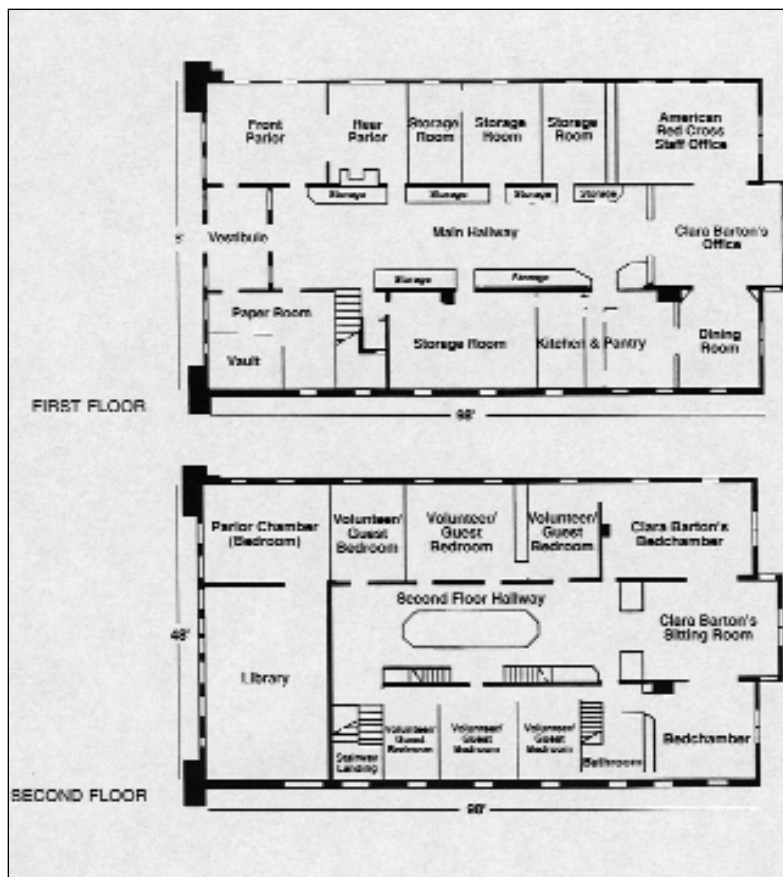 Front
Parlor
Rear
Parlor
Storage
Room
Storage
Room
Storage
Room
American
Red Cross
Staff Office
Storage
Storage
Storage
Storage
Vestibule
Main Hallway
Clara Barton's
Office
Storage
Storage
Paper Room
Vault
Storage Room
Kitchen & Pantry
Dining
Room
FIRST FLOOR
98'
Parlor Chamber
(Bedroom)
Volunteer/
Guest
Bedroom
Volunteer/
Guest
Bedroom
Volunteer/
Guest
Bedroom
Clara Barton's
Bedchamber
Second Floor Hallway
48'
Clara Barton's
Sitting Room
Library
Stairway
Landing
Volunteer/
Guest
Bedroom
Volunteer/
Guest
Bedroom
Volunteer/
Guest
Bedroom
Bathroom
Bedchamber
SECOND FLOOR
98'